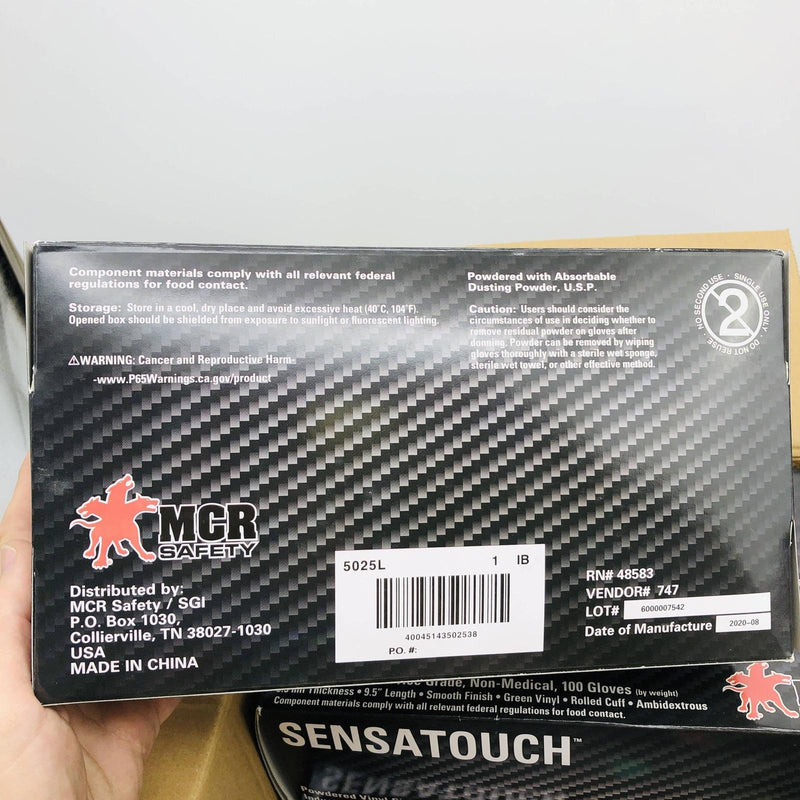 Component materials comply with all relevant federal
regulations for food contact.
Storage: Store in a cool, dry place and avoid excessive heat (40°C, 104°F).
Opened box should be shielded from exposure to sunlight or fluorescent lighting.
⚠WARNING: Cancer and Reproductive Harm-
-www.P65Warnings.ca.gov/product
Powdered with Absorbable
Dusting Powder, U.S.P.
Caution: Users should consider the
circumstances of use in deciding whether to
remove residual powder on gloves after
donning. Powder can be removed by wiping
gloves thoroughly with a sterile wet sponge,
sterile wet towel, or other effective method.
NO SECOND USE • SINGLE USE ONLY • DO NOT REUSE
2
MCR
SAFETY
Distributed by:
MCR Safety / SGI
P.O. Box 1030,
Collierville, TN 38027-1030
USA
MADE IN CHINA
5025L 1 IB
40045143502538
P.O. #:
RN# 48583
VENDOR# 747
LOT# 6000007542
Date of Manufacture 2020-08
Grade, Non-Medical, 100 Gloves (by weight)
Thickness • 9.5" Length • Smooth Finish • Green Vinyl • Rolled Cuff • Ambidextrous
Component materials comply with all relevant federal regulations for food contact.
SENSATOUCH™
Powdered Vinyl